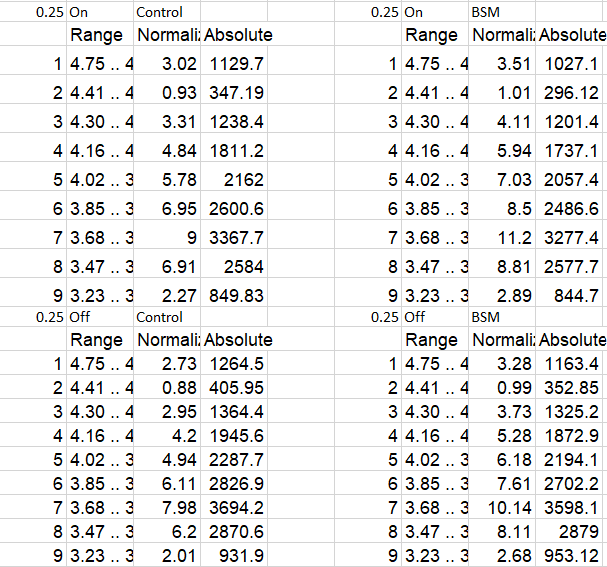 0.25 On Control 0.25 On BSM
Range Normali: Absolute Range Normali: Absolute
1 4.75 .. 4 3.02 1129.7 1 4.75 .. 4 3.51 1027.1
2 4.41 .. 4 0.93 347.19 2 4.41 .. 4 1.01 296.12
3 4.30 .. 4 3.31 1238.4 3 4.30 .. 4 4.11 1201.4
4 4.16 .. 4 4.84 1811.2 4 4.16 .. 4 5.94 1737.1
5 4.02 .. 3 5.78 2162 5 4.02 .. 3 7.03 2057.4
6 3.85 .. 3 6.95 2600.6 6 3.85 .. 3 8.5 2486.6
7 3.68 .. 3 9 3367.7 7 3.68 .. 3 11.2 3277.4
8 3.47 .. 3 6.91 2584 8 3.47 .. 3 8.81 2577.7
9 3.23 .. 3 2.27 849.83 9 3.23 .. 3 2.89 844.7
0.25 Off Control 0.25 Off BSM
Range Normali: Absolute Range Normali: Absolute
1 4.75 .. 4 2.73 1264.5 1 4.75 .. 4 3.28 1163.4
2 4.41 .. 4 0.88 405.95 2 4.41 .. 4 0.99 352.85
3 4.30 .. 4 2.95 1364.4 3 4.30 .. 4 3.73 1325.2
4 4.16 .. 4 4.2 1945.6 4 4.16 .. 4 5.28 1872.9
5 4.02 .. 3 4.94 2287.7 5 4.02 .. 3 6.18 2194.1
6 3.85 .. 3 6.11 2826.9 6 3.85 .. 3 7.61 2702.2
7 3.68 .. 3 7.98 3694.2 7 3.68 .. 3 10.14 3598.1
8 3.47 .. 3 6.2 2870.6 8 3.47 .. 3 8.11 2879
9 3.23 .. 3 2.01 931.9 9 3.23 .. 3 2.68 953.12